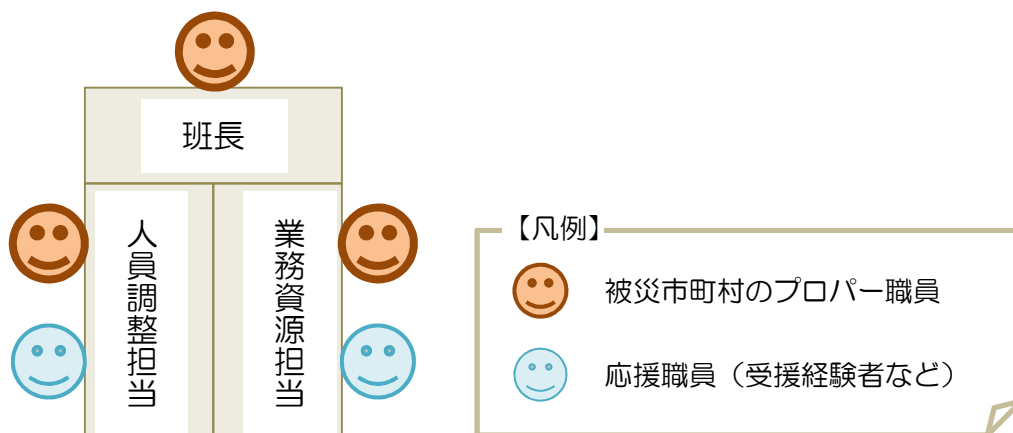 班長
人員調整担当
業務資源担当
【凡例】
被災市町村のプロパー職員
応援職員（受援経験者など）